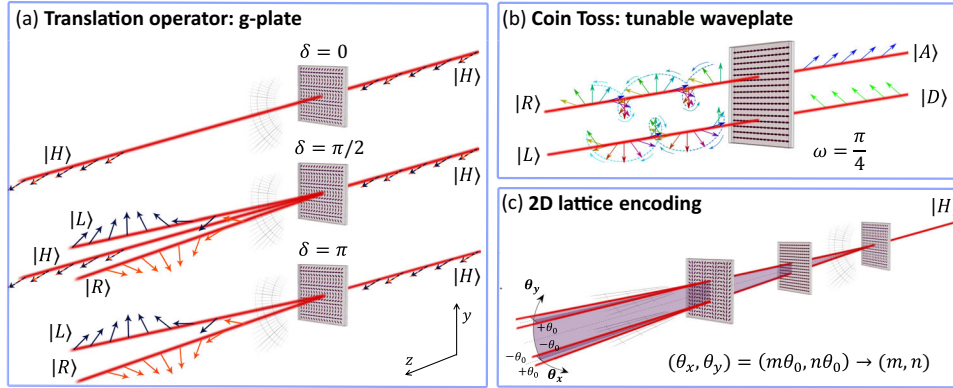 (a) Translation operator: g-plate
δ = 0
|H⟩
|H⟩
δ = π/2
|H⟩
|L⟩
|H⟩
|R⟩
δ = π
|H⟩
|L⟩
|R⟩
y
z
(b) Coin Toss: tunable waveplate
|A⟩
|R⟩
|D⟩
|L⟩
ω = π/4
(c) 2D lattice encoding
|H
θy
+θ0
−θ0
−θ0
+θ0
θx
(θx, θy) = (mθ0, nθ0) → (m, n)